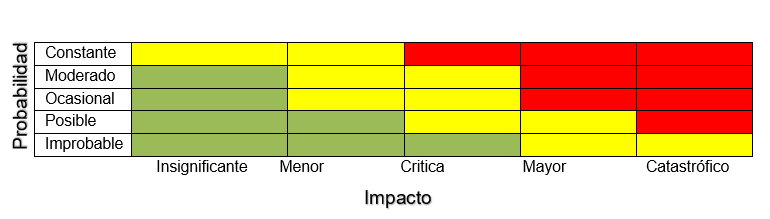 Probabilidad
Constante
Moderado
Ocasional
Posible
Improbable
Insignificante Menor Critica Mayor Catastrófico
Impacto